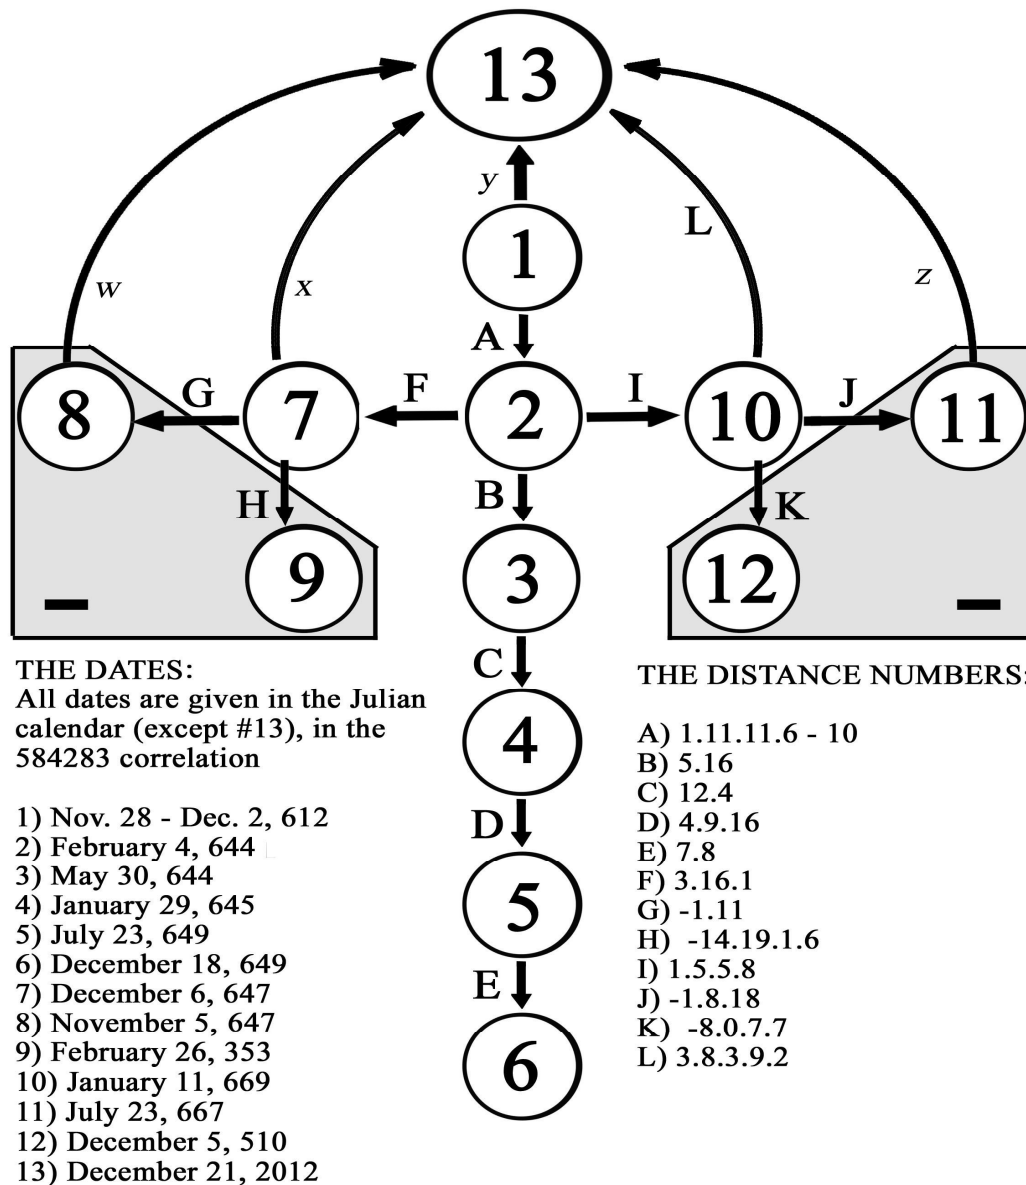 13
y
1
L
w
x
z
A
8
G
7
F
2
I
10
J
11
H
B
K
9
3
12
C
4
D
5
E
6
THE DATES:
All dates are given in the Julian
calendar (except #13), in the
584283 correlation
1) Nov. 28 - Dec. 2, 612
2) February 4, 644
3) May 30, 644
4) January 29, 645
5) July 23, 649
6) December 18, 649
7) December 6, 647
8) November 5, 647
9) February 26, 353
10) January 11, 669
11) July 23, 667
12) December 5, 510
13) December 21, 2012
THE DISTANCE NUMBERS:
A) 1.11.11.6 - 10
B) 5.16
C) 12.4
D) 4.9.16
E) 7.8
F) 3.16.1
G) -1.11
H) -14.19.1.6
I) 1.5.5.8
J) -1.8.18
K) -8.0.7.7
L) 3.8.3.9.2